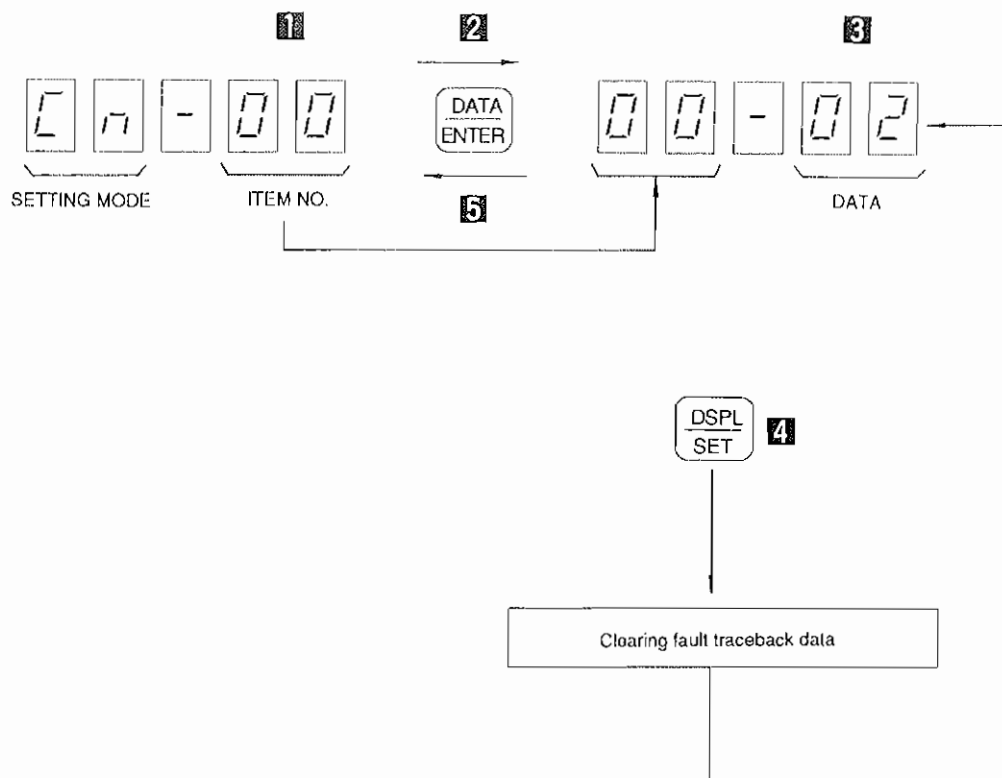 1 2 3
Cn-00 DATA 00-02
ENTER
SETTING MODE ITEM NO. 5 DATA
DSPL 4
SET
Cloaring fault traceback data